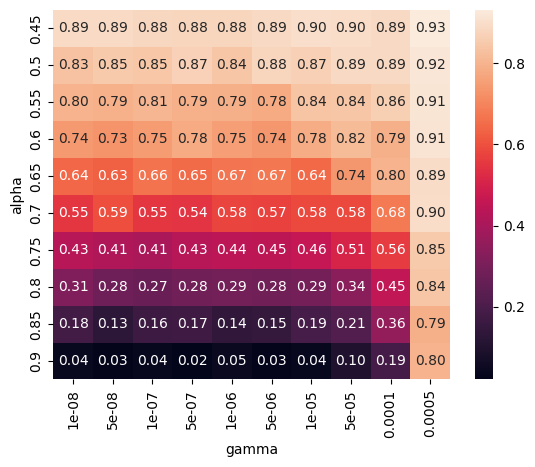 0.45 0.89 0.89 0.88 0.88 0.88 0.89 0.90 0.90 0.89 0.93
0.5 0.83 0.85 0.85 0.87 0.84 0.88 0.87 0.89 0.89 0.92
0.8
0.55 0.80 0.79 0.81 0.79 0.79 0.78 0.84 0.84 0.86 0.91
0.6 0.74 0.73 0.75 0.78 0.75 0.74 0.78 0.82 0.79 0.91
0.6
0.65 0.64 0.63 0.66 0.65 0.67 0.67 0.64 0.74 0.80 0.89
alpha
0.7 0.55 0.59 0.55 0.54 0.58 0.57 0.58 0.58 0.68 0.90
0.4
0.75 0.43 0.41 0.41 0.43 0.44 0.45 0.46 0.51 0.56 0.85
0.8 0.31 0.28 0.27 0.28 0.29 0.28 0.29 0.34 0.45 0.84
0.2
0.85 0.18 0.13 0.16 0.17 0.14 0.15 0.19 0.21 0.36 0.79
0.9 0.04 0.03 0.04 0.02 0.05 0.03 0.04 0.10 0.19 0.80
1e-08 5e-08 1e-07 5e-07 1e-06 5e-06 1e-05 5e-05 0.0001 0.0005
gamma